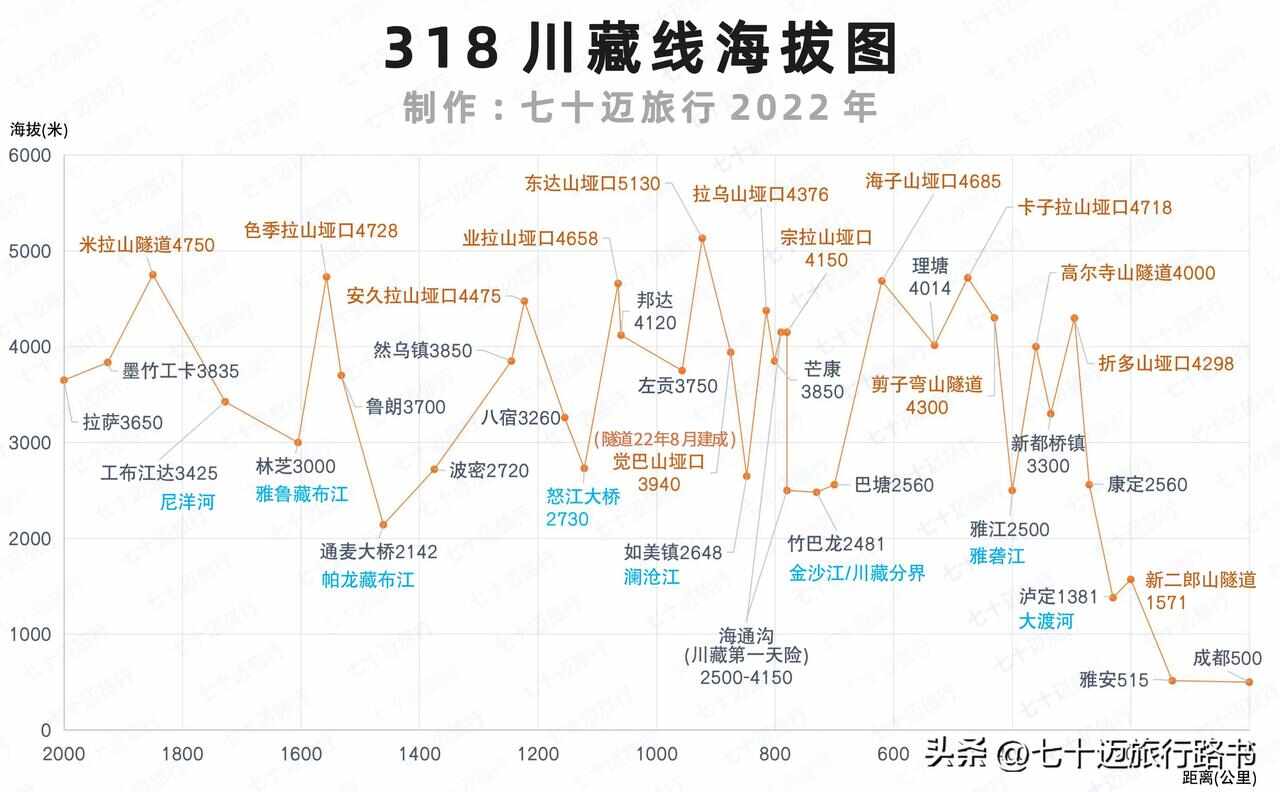 318 川藏线海拔图
制作：七十迈旅行 2022 年
海拔(米)
6000
5000
4000
3000
2000
1000
0
拉萨3650
墨竹工卡3835
米拉山隧道4750
工布江达3425
尼洋河
林芝3000
雅鲁藏布江
色季拉山垭口4728
鲁朗3700
通麦大桥2142
帕龙藏布江
波密2720
然乌镇3850
安久拉山垭口4475
八宿3260
怒江大桥
2730
业拉山垭口4658
邦达
4120
左贡3750
东达山垭口5130
(隧道22年8月建成)
觉巴山垭口
3940
如美镇2648
澜沧江
拉乌山垭口4376
芒康
3850
宗拉山垭口
4150
海通沟
(川藏第一天险)
2500-4150
竹巴龙2481
金沙江/川藏分界
巴塘2560
海子山垭口4685
理塘
4014
卡子拉山垭口4718
剪子弯山隧道
4300
雅江2500
雅砻江
高尔寺山隧道4000
新都桥镇
3300
折多山垭口4298
康定2560
泸定1381
大渡河
新二郎山隧道
1571
雅安515
成都500
2000
1800
1600
1400
1200
1000
800
600
头条 @七十迈旅行路书
距离(公里)
七十迈旅行